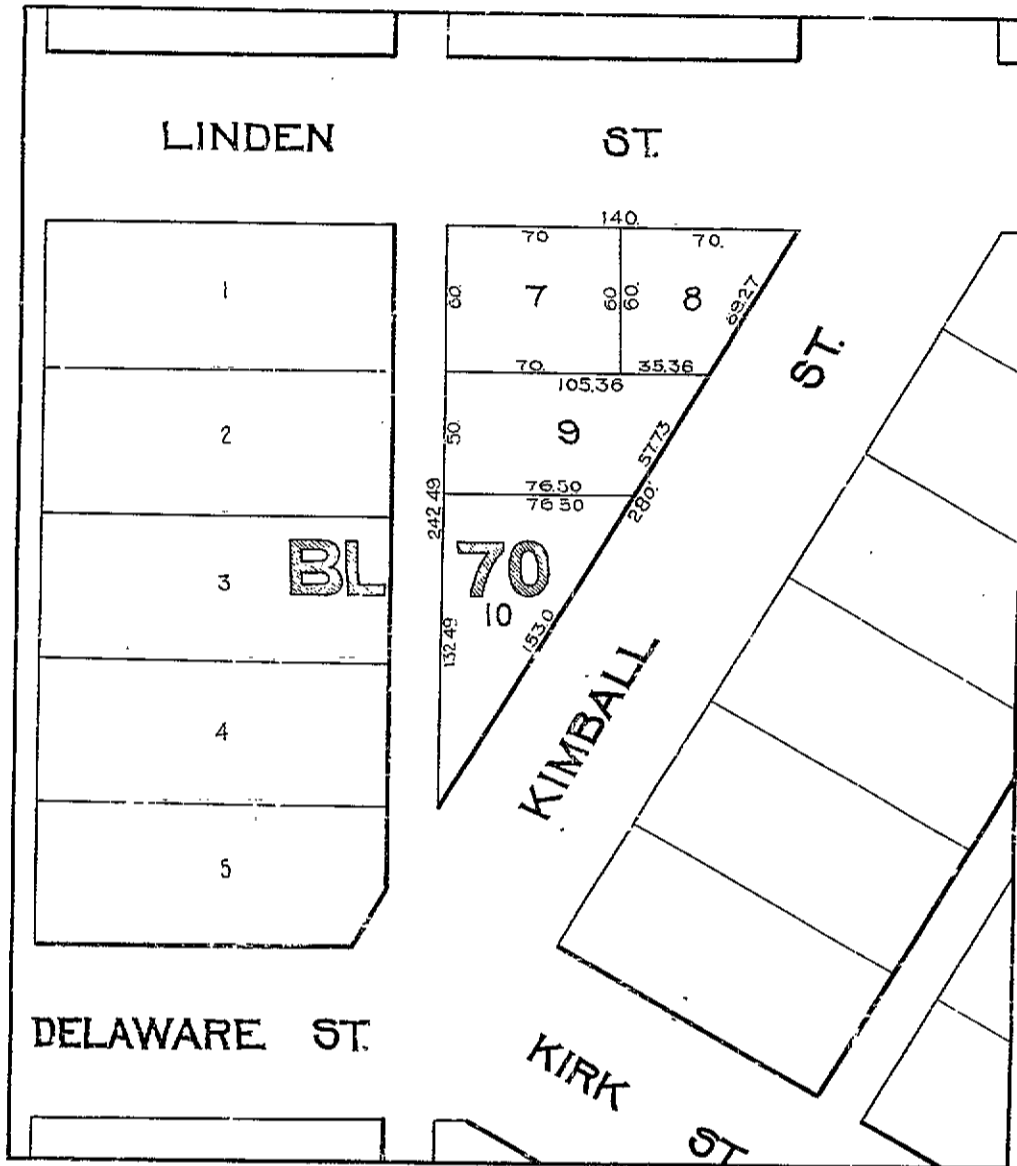 LINDEN ST.
140.
70 70.
1
60. 7 60 60. 8 69.27
ST.
70. 35.36
105.36
2
50. 9 57.73
76.50
76.50
280.
242.49
3
BL 70
10
132.49 153.0
KIMBALL
4
5
DELAWARE ST.
KIRK ST